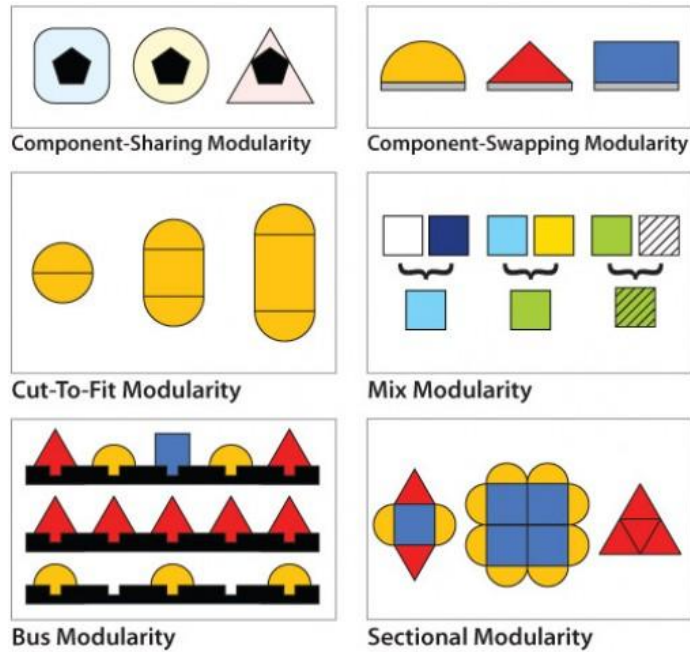 Component-Sharing Modularity
Component-Swapping Modularity
Cut-To-Fit Modularity
Mix Modularity
Bus Modularity
Sectional Modularity